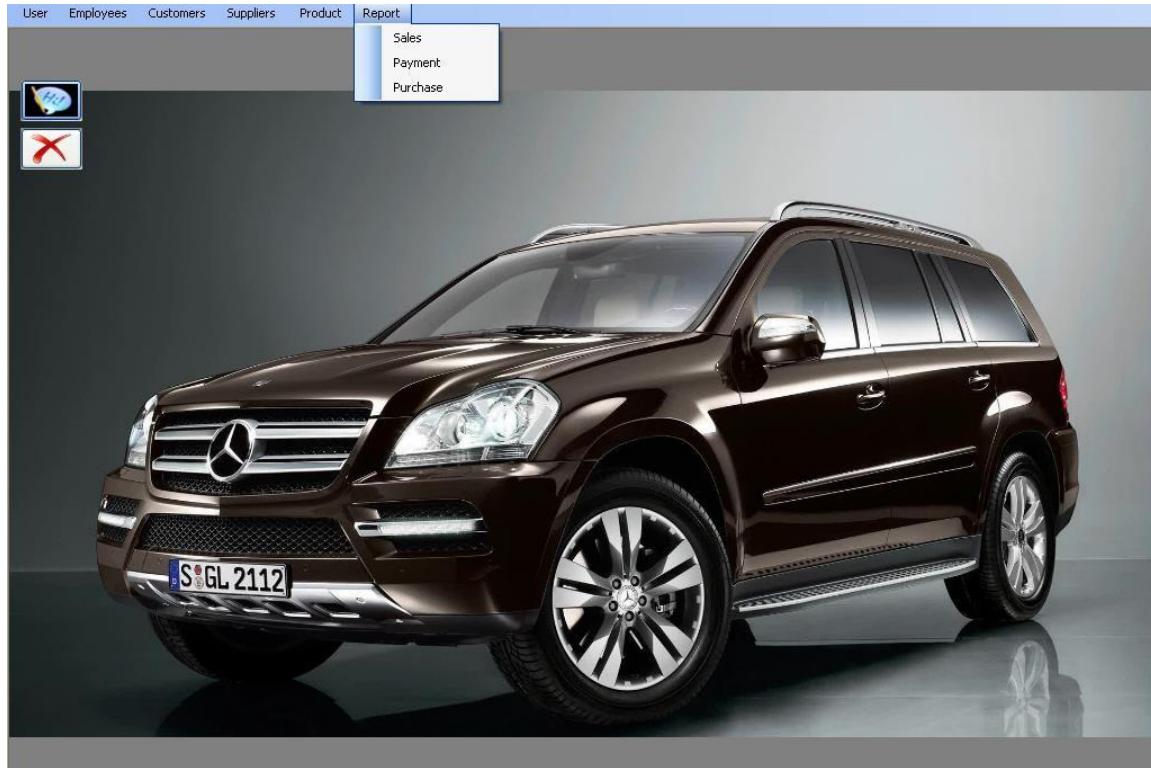 User Employees Customers Suppliers Product Report
Sales
Payment
Purchase
Hi!
S GL 2112